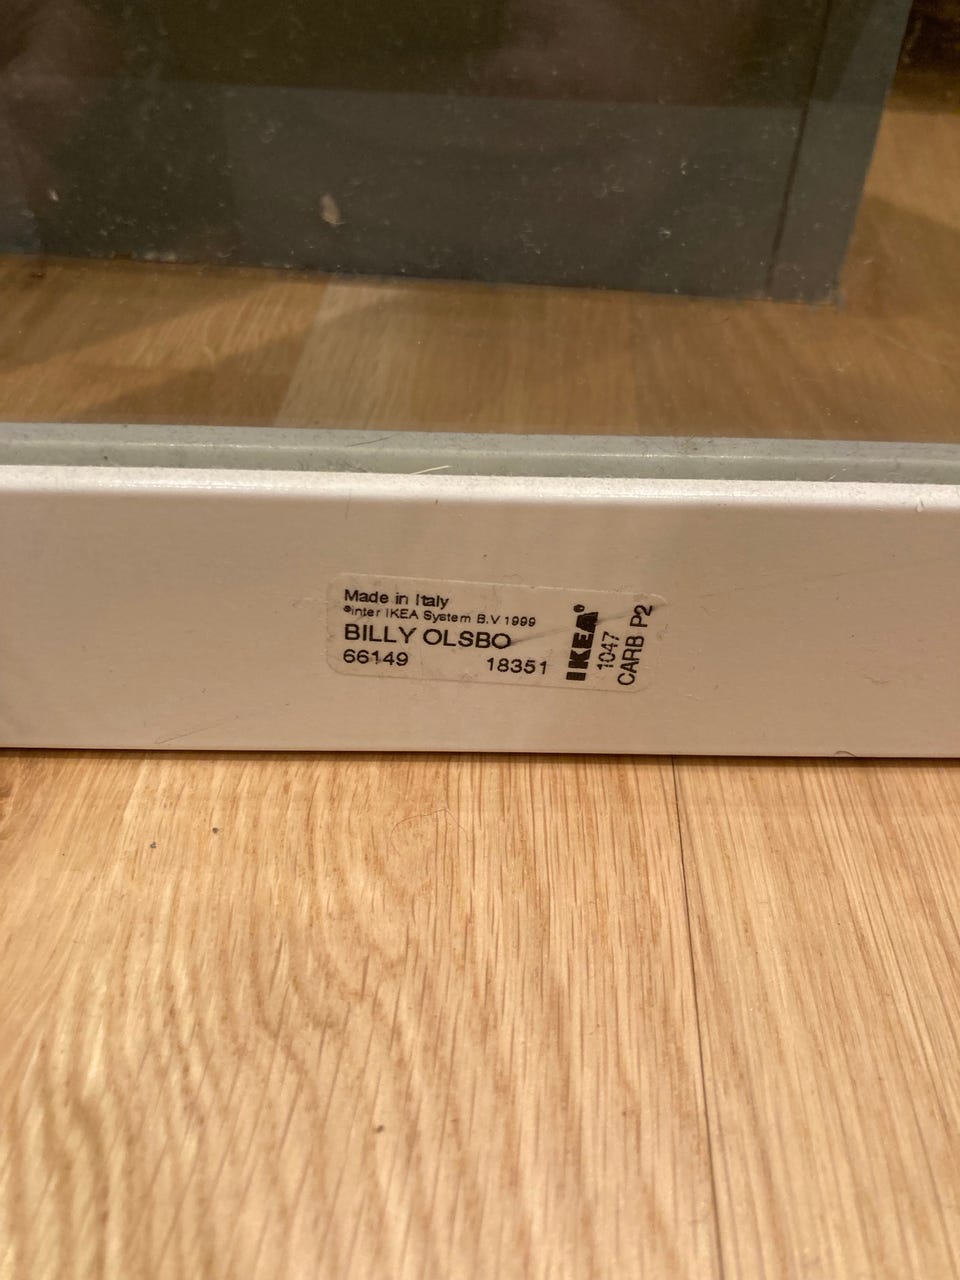 Made in Italy
©Inter IKEA System B.V 1999
BILLY OLSBO
66149 18351
IKEA®
1047
CARB P2